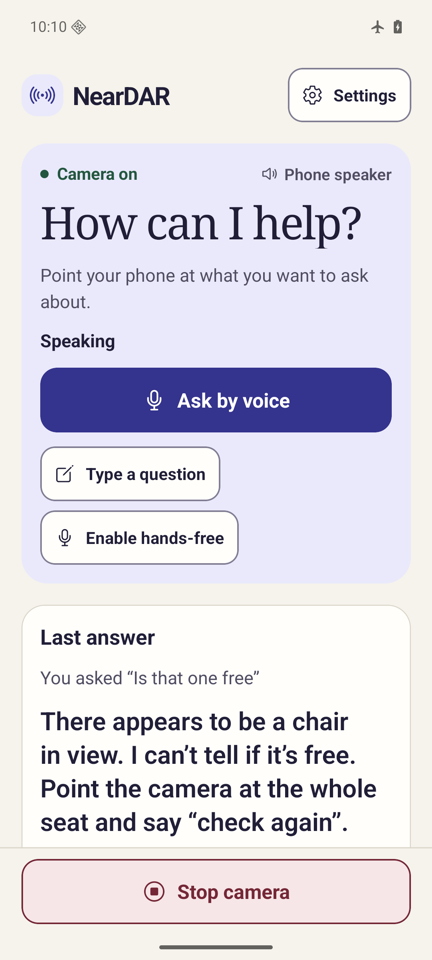 10:10
NearDAR
Settings
Camera on
Phone speaker
How can I help?
Point your phone at what you want to ask
about.
Speaking
Ask by voice
Type a question
Enable hands-free
Last answer
You asked “Is that one free”
There appears to be a chair
in view. I can’t tell if it’s free.
Point the camera at the whole
seat and say “check again”.
Stop camera